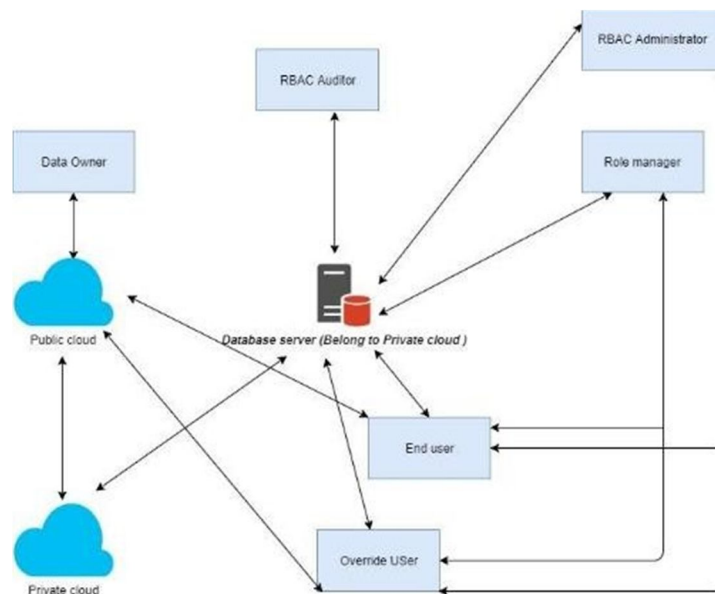 RBAC Administrator
RBAC Auditor
Data Owner
Role manager
Public cloud
Database server (Belong to Private cloud )
End user
Override USer
Private cloud